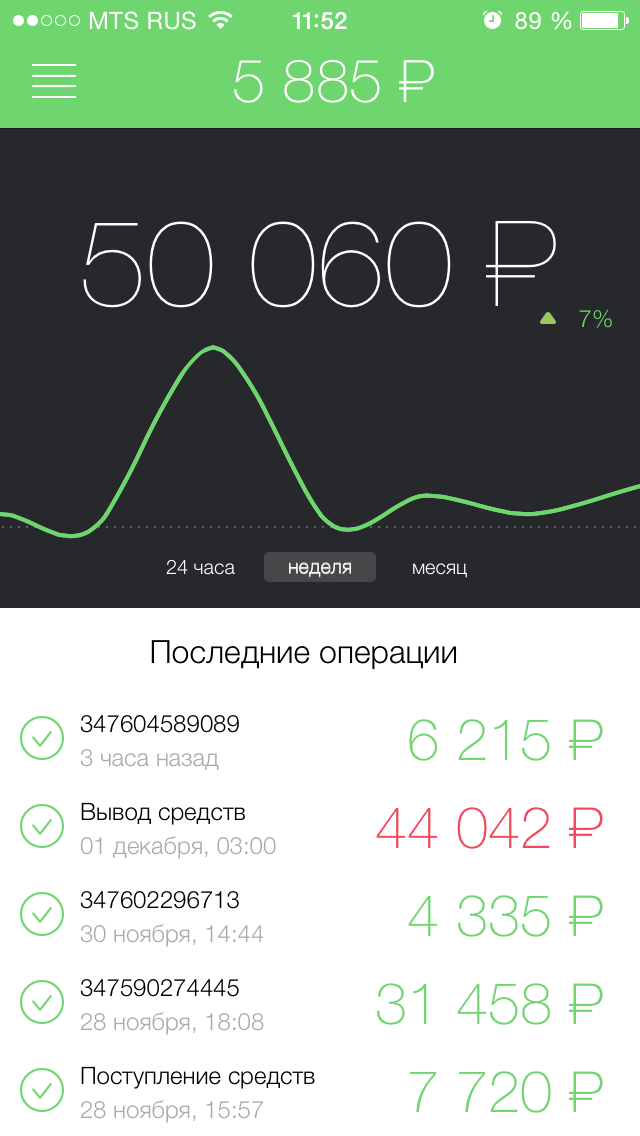 MTS RUS 11:52 89 %
5 885 ₽
50 060 ₽
7%
24 часа неделя месяц
Последние операции
347604589089
3 часа назад
6 215 ₽
Вывод средств
01 декабря, 03:00
44 042 ₽
347602296713
30 ноября, 14:44
4 335 ₽
347590274445
28 ноября, 18:08
31 458 ₽
Поступление средств
28 ноября, 15:57
7 720 ₽